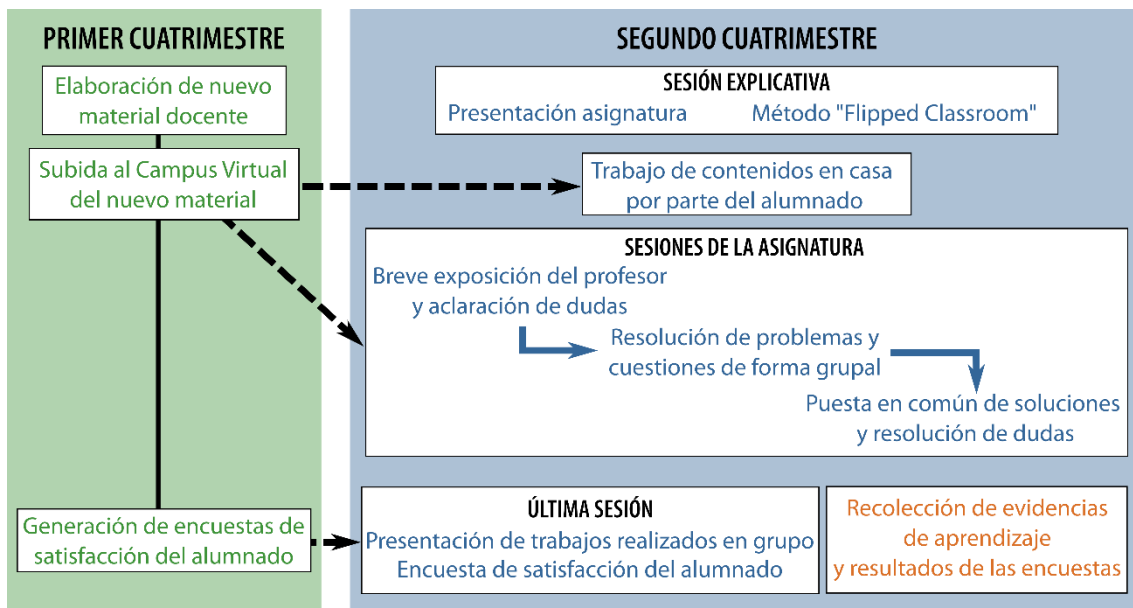 PRIMER CUATRIMESTRE
Elaboración de nuevo
material docente
Subida al Campus Virtual
del nuevo material
Generación de encuestas de
satisfacción del alumnado
SEGUNDO CUATRIMESTRE
SESIÓN EXPLICATIVA
Presentación asignatura Método "Flipped Classroom"
Trabajo de contenidos en casa
por parte del alumnado
SESIONES DE LA ASIGNATURA
Breve exposición del profesor
y aclaración de dudas
Resolución de problemas y
cuestiones de forma grupal
Puesta en común de soluciones
y resolución de dudas
ÚLTIMA SESIÓN
Presentación de trabajos realizados en grupo
Encuesta de satisfacción del alumnado
Recolección de evidencias
de aprendizaje
y resultados de las encuestas